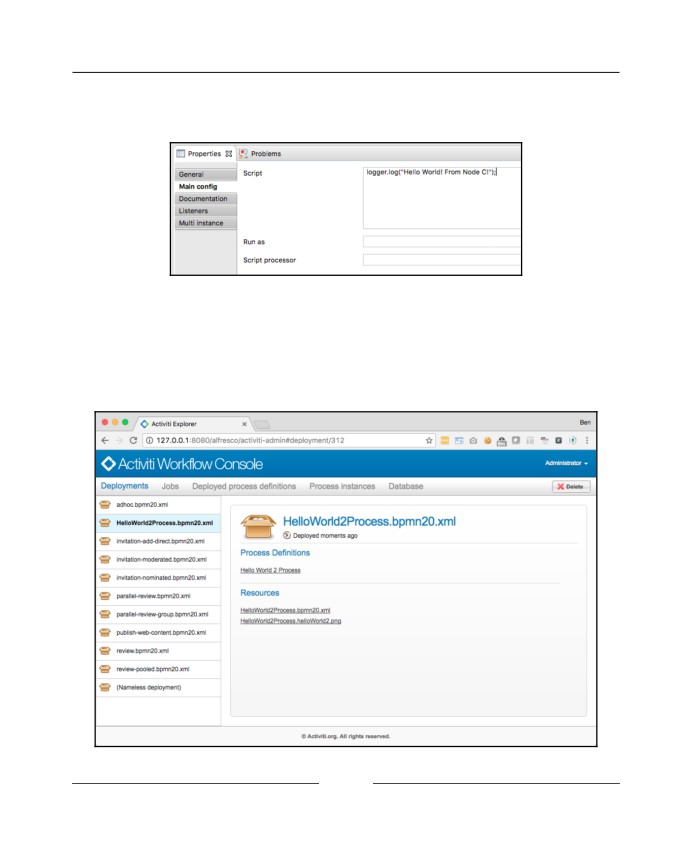 Properties Problems
General
Script
logger.log("Hello World! From Node C!");
Main config
Documentation
Listeners
Multi instance
Run as
Script processor
Activiti Explorer
Ben
127.0.0.1:8080/alfresco/activiti-admin#deployment/312
Activiti Workflow Console
Administrator
Deployments Jobs Deployed process definitions Process instances Database Delete
adhoc.bpmn20.xml
HelloWorld2Process.bpmn20.xml
invitation-add-direct.bpmn20.xml
invitation-moderated.bpmn20.xml
invitation-nominated.bpmn20.xml
parallel-review.bpmn20.xml
parallel-review-group.bpmn20.xml
publish-web-content.bpmn20.xml
review.bpmn20.xml
review-pooled.bpmn20.xml
(Nameless deployment)
HelloWorld2Process.bpmn20.xml
Deployed moments ago
Process Definitions
Hello World 2 Process
Resources
HelloWorld2Process.bpmn20.xml
HelloWorld2Process.helloWorld2.png
© Activiti.org. All rights reserved.